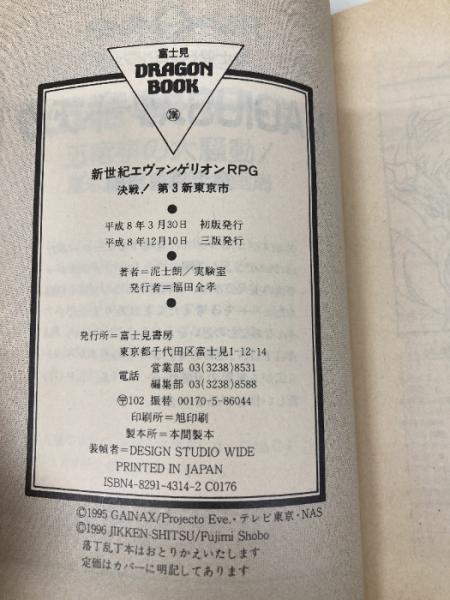 富士見
DRAGON
BOOK
新世紀エヴァンゲリオンRPG
決戦! 第3新東京市
平成8年3月30日 初版発行
平成8年12月10日 三版発行
著者=泥士朗/実験室
発行者=福田全孝
発行所=富士見書房
東京都千代田区富士見1-12-14
電話 営業部 03(3238)8531
編集部 03(3238)8588
〶102 振替 00170-5-86044
印刷所=旭印刷
製本所=本間製本
装幀者=DESIGN STUDIO WIDE
PRINTED IN JAPAN
ISBN4-8291-4314-2 C0176
©1995 GAINAX/Projecto Eve.・テレビ東京・NAS
©1996 JIKKEN-SHITSU/Fujimi Shobo
落丁乱丁本はおとりかえいたします
定価はカバーに明記してあります